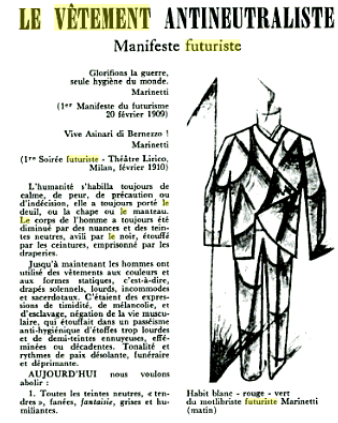 LE VÊTEMENT ANTINEUTRALISTE
Manifeste futuriste
Glorifions la guerre,
seule hygiène du monde.
Marinetti
(1er Manifeste du futurisme
20 février 1909)
Vive Asinari di Bernezzo !
Marinetti
(1re Soirée futuriste - Théâtre Lirico,
Milan, février 1910)
L'humanité s'habilla toujours de
calme, de peur, de précaution ou
d'indécision, elle a toujours porté le
deuil, ou la chape ou le manteau.
Le corps de l'homme a toujours été
diminué par des nuances et des tein-
tes neutres, avili par le noir, étouffé
par les ceintures, emprisonné par les
draperies.
Jusqu'à maintenant les hommes ont
utilisé des vêtements aux couleurs et
aux formes statiques, c'est-à-dire,
drapés solennels, lourds, incommodes
et sacerdotaux. C'étaient des expres-
sions de timidité, de mélancolie, et
d'esclavage, négation de la vie muscu-
laire, qui étouffait dans un passéisme
anti-hygiénique d'étoffes trop lourdes
et de demi-teintes ennuyeuses, effé-
minées ou décadentes. Tonalité et
rythmes de paix désolante, funéraire
et déprimante.
AUJOURD'HUI nous voulons
abolir :
1. Toutes les teintes neutres, « ten-
dres », fanées, fantaisie, grises et hu-
miliantes.
Habit blanc - rouge - vert
du motlibriste futuriste Marinetti
(matin)